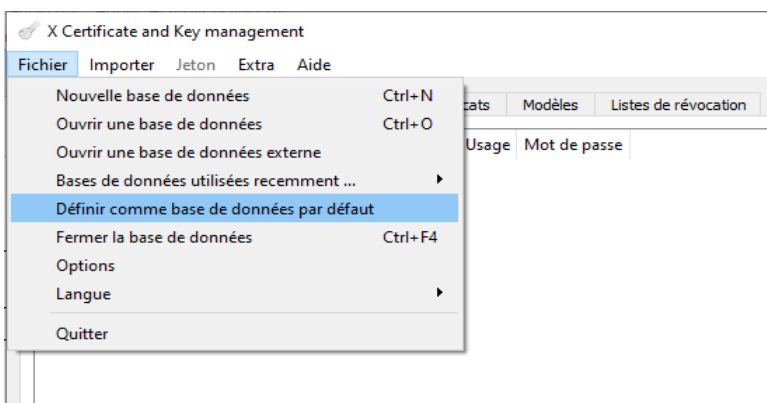 X Certificate and Key management
Fichier Importer Jeton Extra Aide
Nouvelle base de données Ctrl+N
Ouvrir une base de données Ctrl+O
Ouvrir une base de données externe
Bases de données utilisées recemment ...
Définir comme base de données par défaut
Fermer la base de données Ctrl+F4
Options
Langue
Quitter
cats Modèles Listes de révocation
Usage Mot de passe